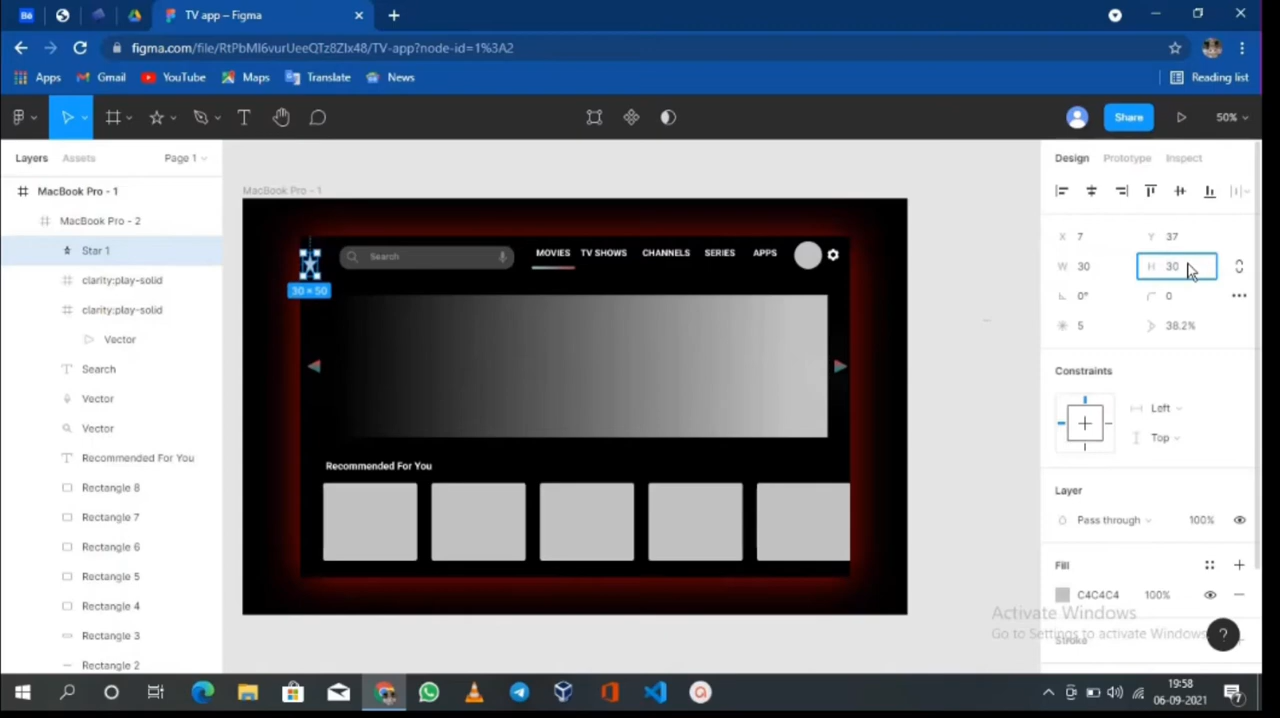 Bē
TV app – Figma
figma.com/file/RtPbMl6vurUeeQTz8ZIx48/TV-app?node-id=1%3A2
Apps
Gmail
YouTube
Maps
Translate
News
Reading list
T
Share
50%
Layers
Assets
Page 1
Design
Prototype
Inspect
MacBook Pro - 1
MacBook Pro - 2
Star 1
clarity:play-solid
clarity:play-solid
Vector
Search
Vector
Vector
Recommended For You
Rectangle 8
Rectangle 7
Rectangle 6
Rectangle 5
Rectangle 4
Rectangle 3
Rectangle 2
MacBook Pro - 1
Search
MOVIES
TV SHOWS
CHANNELS
SERIES
APPS
30 × 50
Recommended For You
X 7
Y 37
W 30
H 30
0°
0
5
38.2%
Constraints
Left
Top
Layer
Pass through
100%
Fill
C4C4C4
100%
Activate Windows
Go to Settings to activate Windows
Stroke
?
19:58
06-09-2021
7